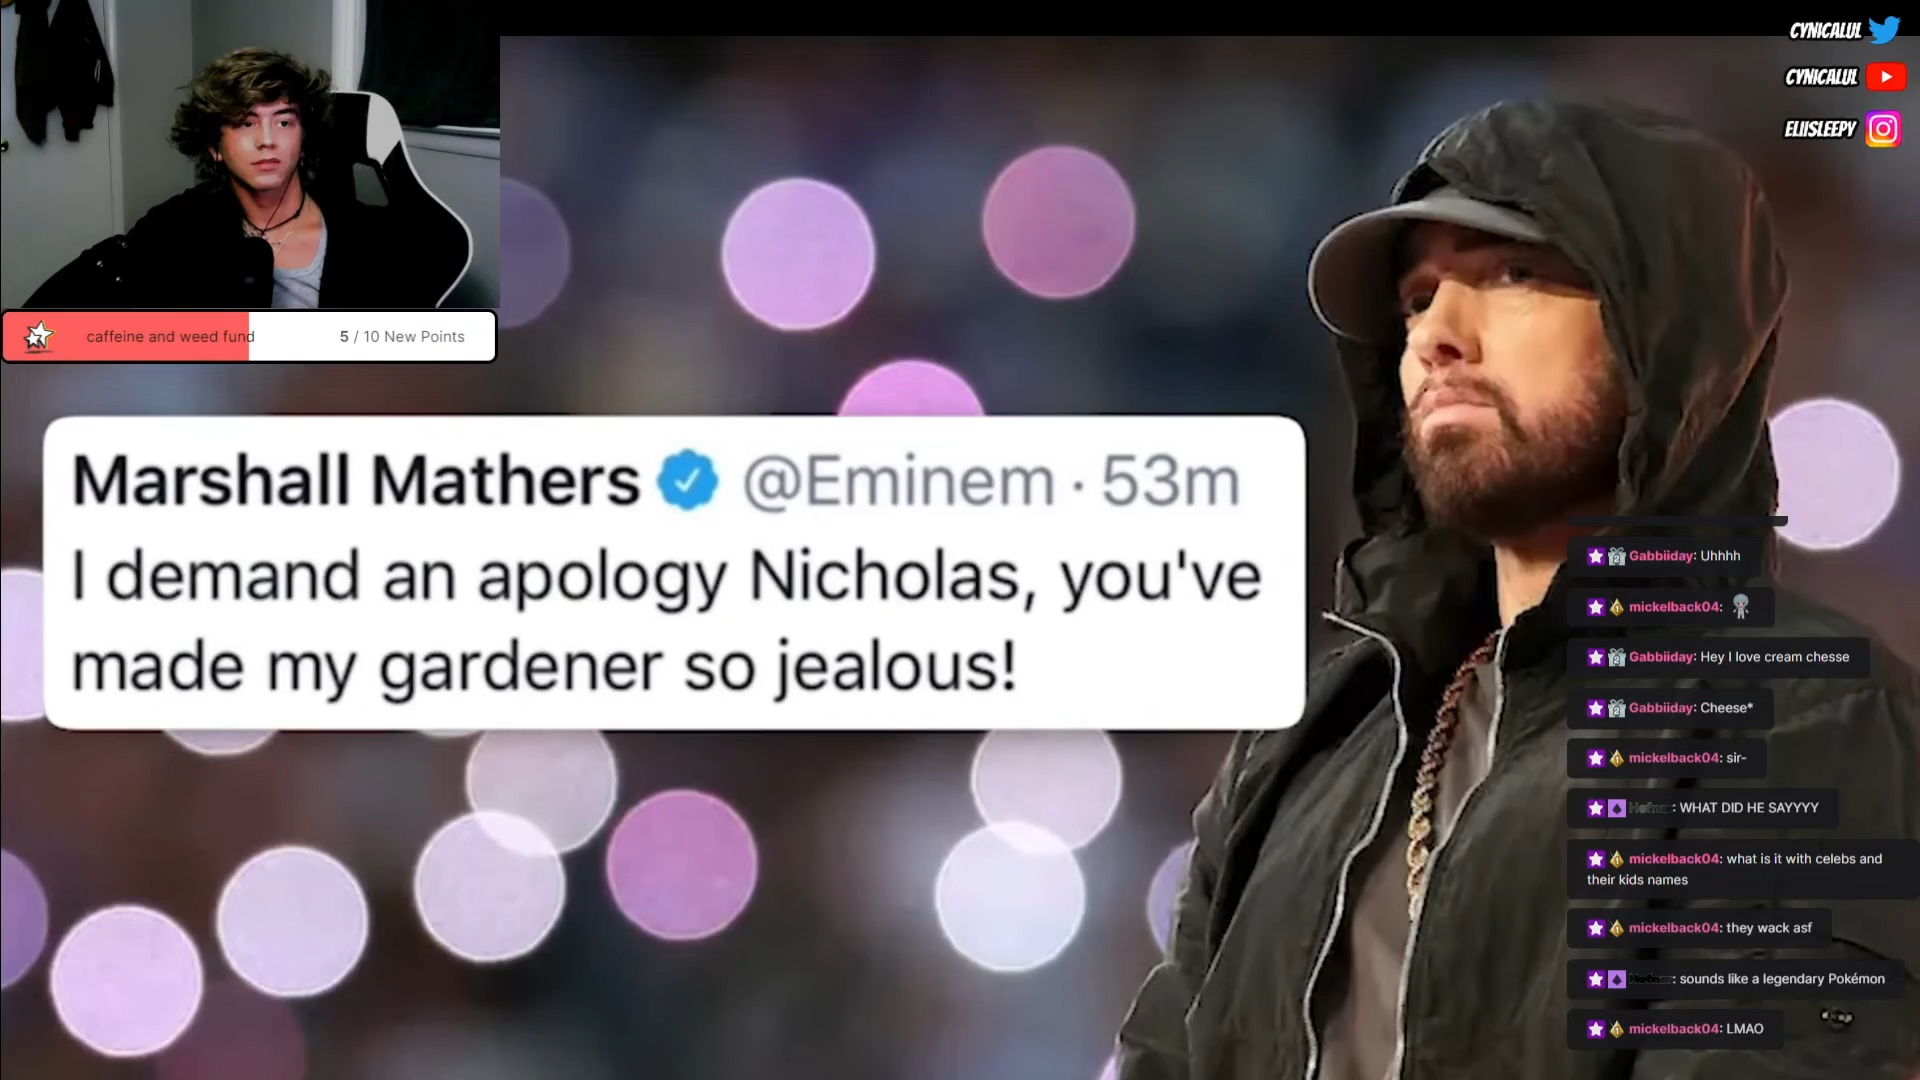 CYNICALUL
CYNICALUL
ELIISLEEPY
caffeine and weed fund 5 / 10 New Points
Marshall Mathers @Eminem · 53m
I demand an apology Nicholas, you've
made my gardener so jealous!
Gabbiiday: Uhhhh
mickelback04:
Gabbiiday: Hey I love cream chesse
Gabbiiday: Cheese*
mickelback04: sir-
: WHAT DID HE SAYYYY
mickelback04: what is it with celebs and
their kids names
mickelback04: they wack asf
: sounds like a legendary Pokémon
mickelback04: LMAO